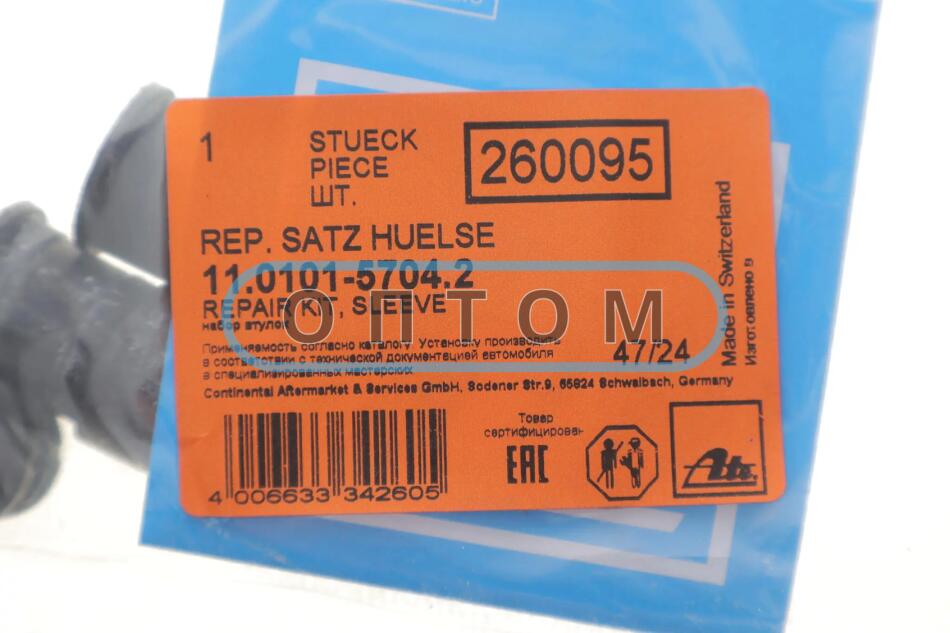 1
STUECK
PIECE
ШТ.
260095
REP. SATZ HUELSE
11.0101-5704.2
REPAIR KIT, SLEEVE
набор втулок
ОПТОМ
Применяемость согласно каталогу Установку производить
в соответствии с технической документацией автомобиля
в специализированных мастерских
47/24
Continental Aftermarket & Services GmbH, Sodener Str.9, 65824 Schwalbach, Germany
Made in Switzerland
Изготовлено в
4 006633 342605
Товар
сертифицирован
EAC
Ate